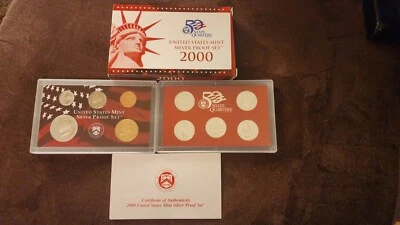 50
STATE
QUARTERS
UNITED STATES MINT
SILVER PROOF SET
2000
2000
UNITED STATES MINT
SILVER PROOF SET
50
STATE
QUARTERS
Certificate of Authenticity
2000 United States Mint Silver Proof Set